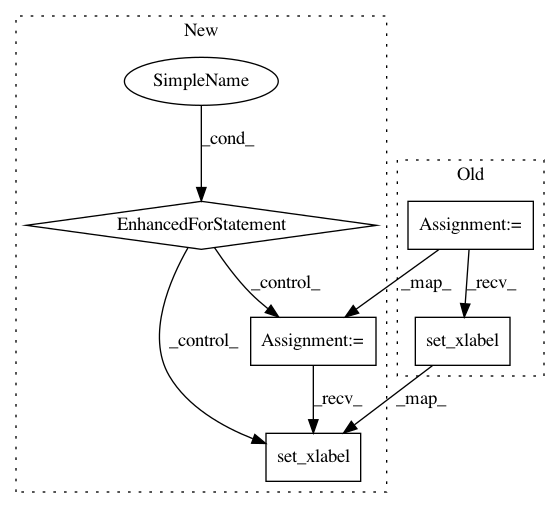 New
SimpleName
_cond_
Old
EnhancedForStatement
Assignment:=
_control_
_map_
_recv_
_control_
Assignment:=
set_xlabel
_recv_
_map_
set_xlabel